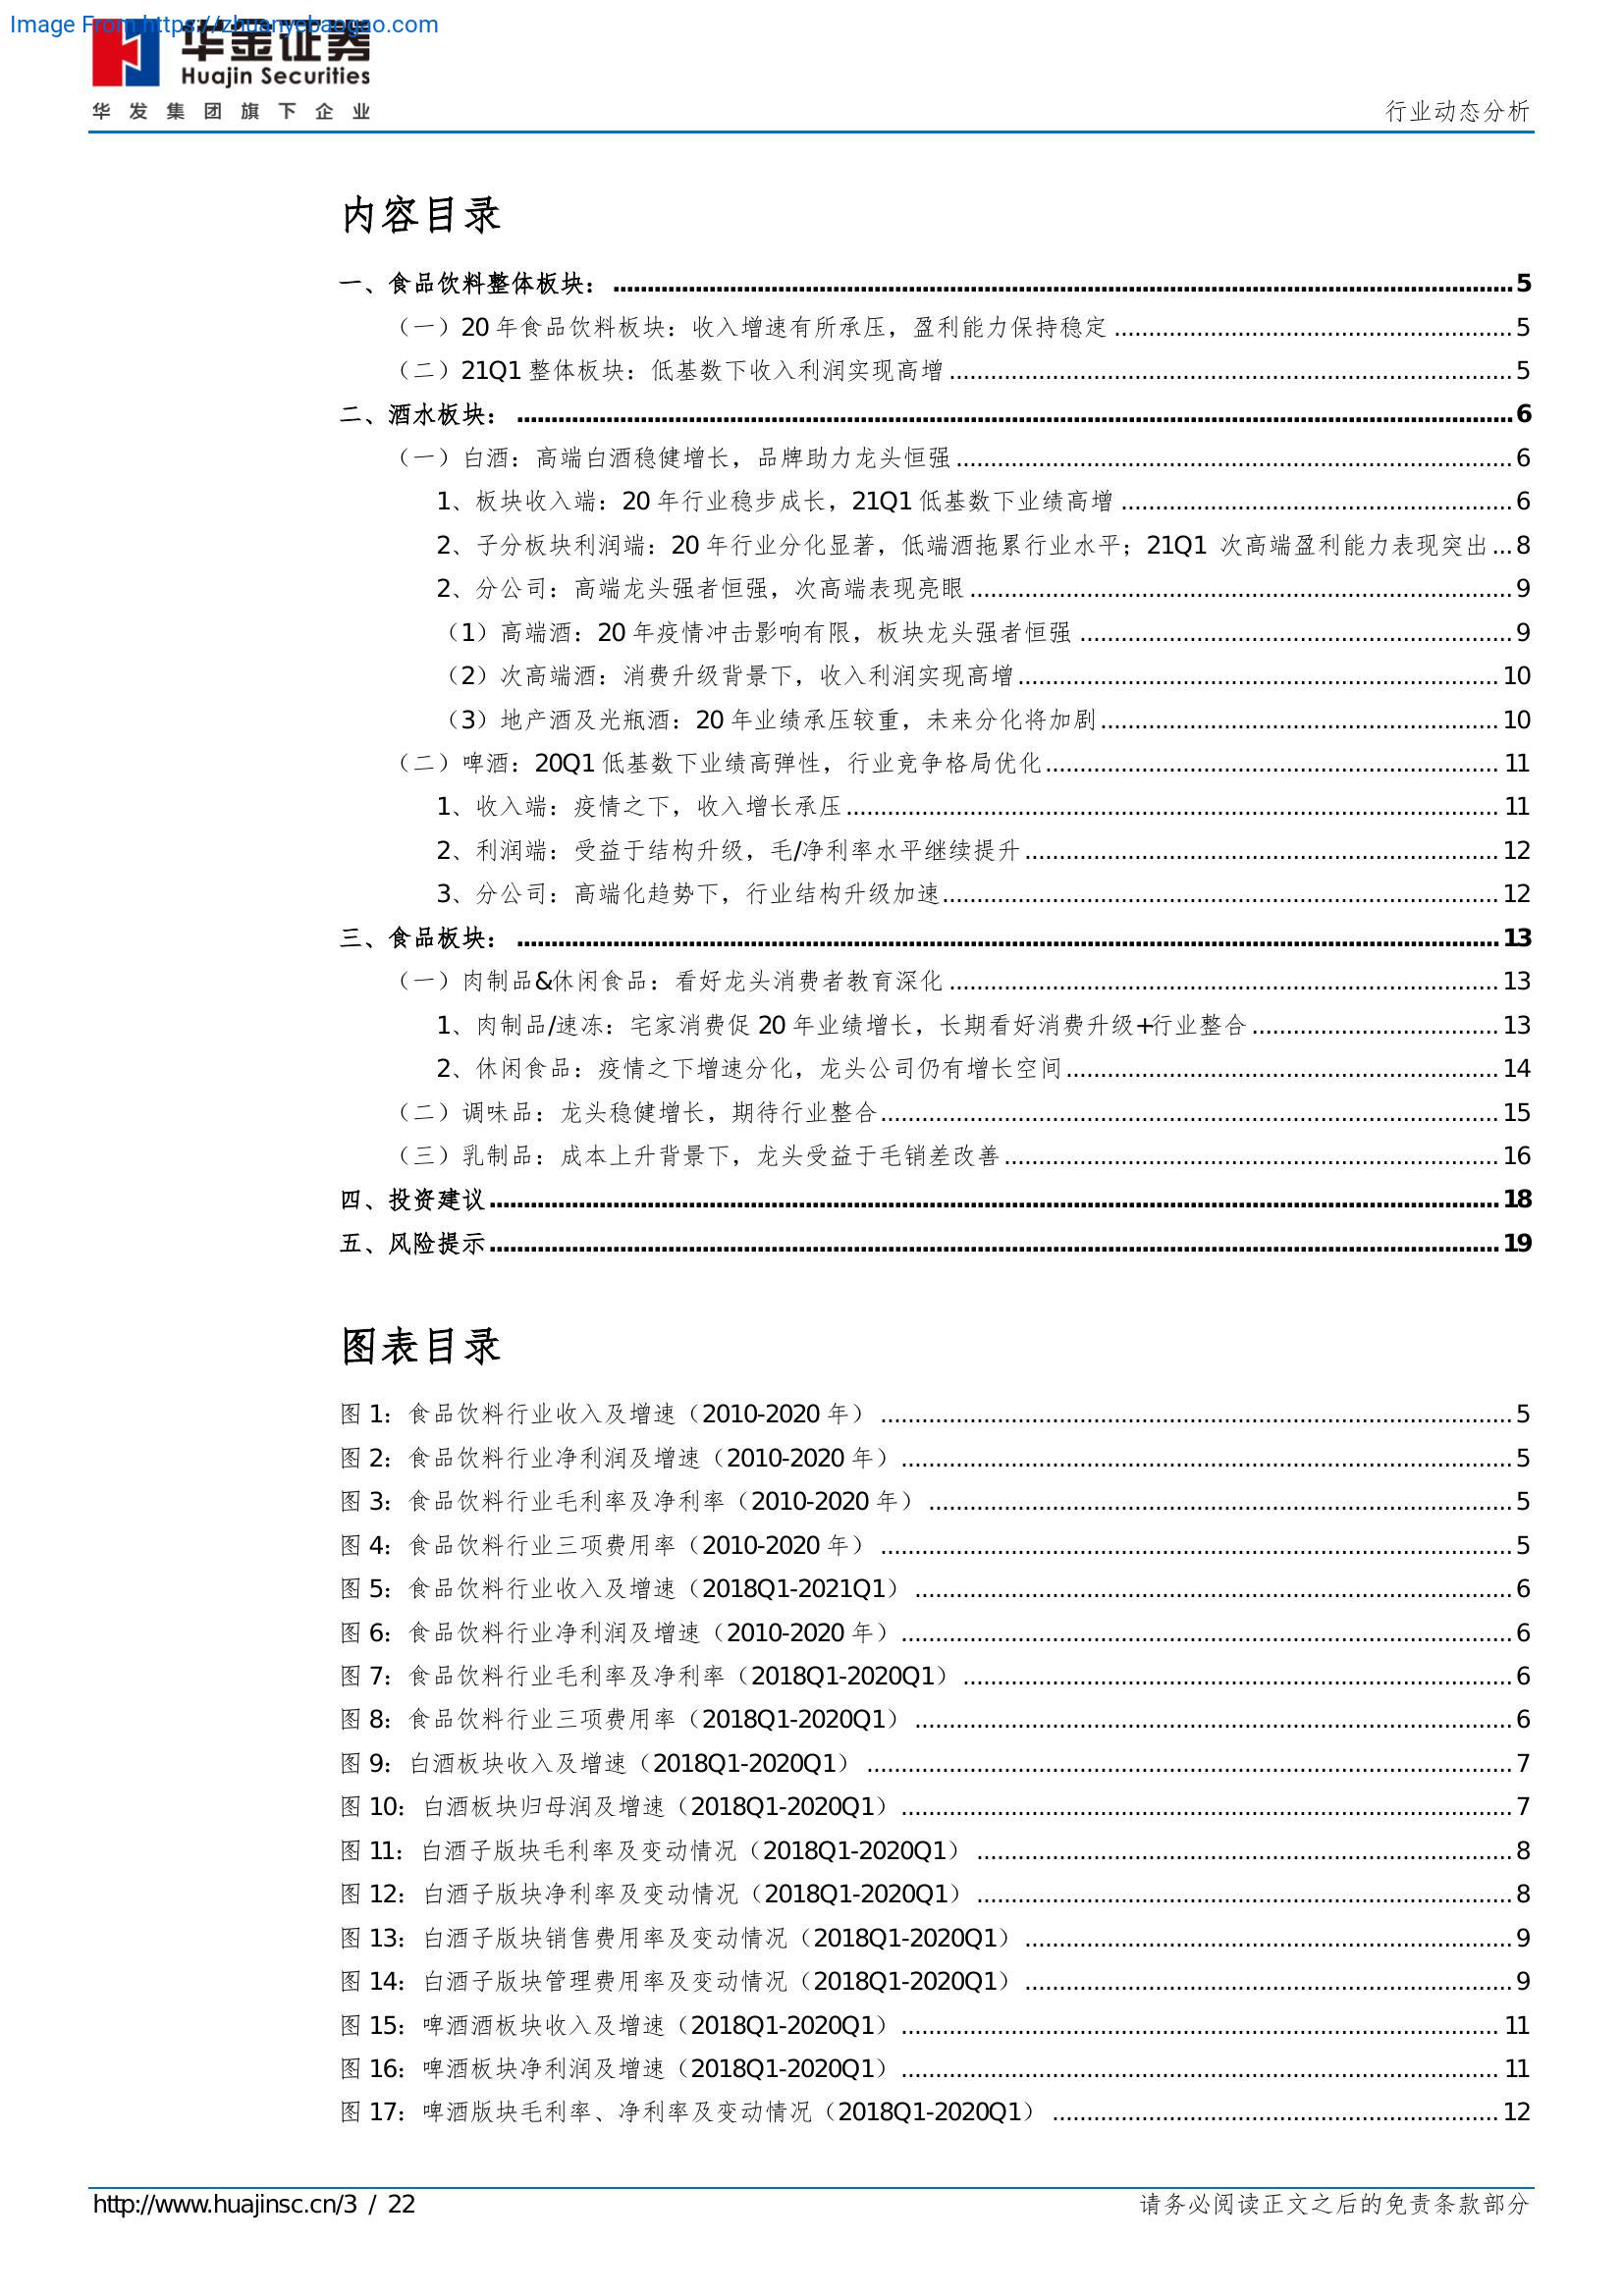 Image From https://zhuanyebaogao.com
华金证券
Huajin Securities
华发集团旗下企业
行业动态分析
内容目录
一、食品饮料整体板块：5
（一）20 年食品饮料板块：收入增速有所承压，盈利能力保持稳定 5
（二）21Q1 整体板块：低基数下收入利润实现高增 5
二、酒水板块：6
（一）白酒：高端白酒稳健增长，品牌助力龙头恒强 6
1、板块收入端：20 年行业稳步成长，21Q1 低基数下业绩高增 6
2、子分板块利润端：20 年行业分化显著，低端酒拖累行业水平；21Q1 次高端盈利能力表现突出 8
2、分公司：高端龙头强者恒强，次高端表现亮眼 9
（1）高端酒：20 年疫情冲击影响有限，板块龙头强者恒强 9
（2）次高端酒：消费升级背景下，收入利润实现高增 10
（3）地产酒及光瓶酒：20 年业绩承压较重，未来分化将加剧 10
（二）啤酒：20Q1 低基数下业绩高弹性，行业竞争格局优化 11
1、收入端：疫情之下，收入增长承压 11
2、利润端：受益于结构升级，毛/净利率水平继续提升 12
3、分公司：高端化趋势下，行业结构升级加速 12
三、食品板块：13
（一）肉制品&休闲食品：看好龙头消费者教育深化 13
1、肉制品/速冻：宅家消费促 20 年业绩增长，长期看好消费升级+行业整合 13
2、休闲食品：疫情之下增速分化，龙头公司仍有增长空间 14
（二）调味品：龙头稳健增长，期待行业整合 15
（三）乳制品：成本上升背景下，龙头受益于毛销差改善 16
四、投资建议 18
五、风险提示 19
图表目录
图 1：食品饮料行业收入及增速（2010-2020 年） 5
图 2：食品饮料行业净利润及增速（2010-2020 年） 5
图 3：食品饮料行业毛利率及净利率（2010-2020 年） 5
图 4：食品饮料行业三项费用率（2010-2020 年） 5
图 5：食品饮料行业收入及增速（2018Q1-2021Q1） 6
图 6：食品饮料行业净利润及增速（2010-2020 年） 6
图 7：食品饮料行业毛利率及净利率（2018Q1-2020Q1） 6
图 8：食品饮料行业三项费用率（2018Q1-2020Q1） 6
图 9：白酒板块收入及增速（2018Q1-2020Q1） 7
图 10：白酒板块归母润及增速（2018Q1-2020Q1） 7
图 11：白酒子版块毛利率及变动情况（2018Q1-2020Q1） 8
图 12：白酒子版块净利率及变动情况（2018Q1-2020Q1） 8
图 13：白酒子版块销售费用率及变动情况（2018Q1-2020Q1） 9
图 14：白酒子版块管理费用率及变动情况（2018Q1-2020Q1） 9
图 15：啤酒酒板块收入及增速（2018Q1-2020Q1） 11
图 16：啤酒板块净利润及增速（2018Q1-2020Q1） 11
图 17：啤酒版块毛利率、净利率及变动情况（2018Q1-2020Q1） 12
http://www.huajinsc.cn/3 / 22
请务必阅读正文之后的免责条款部分